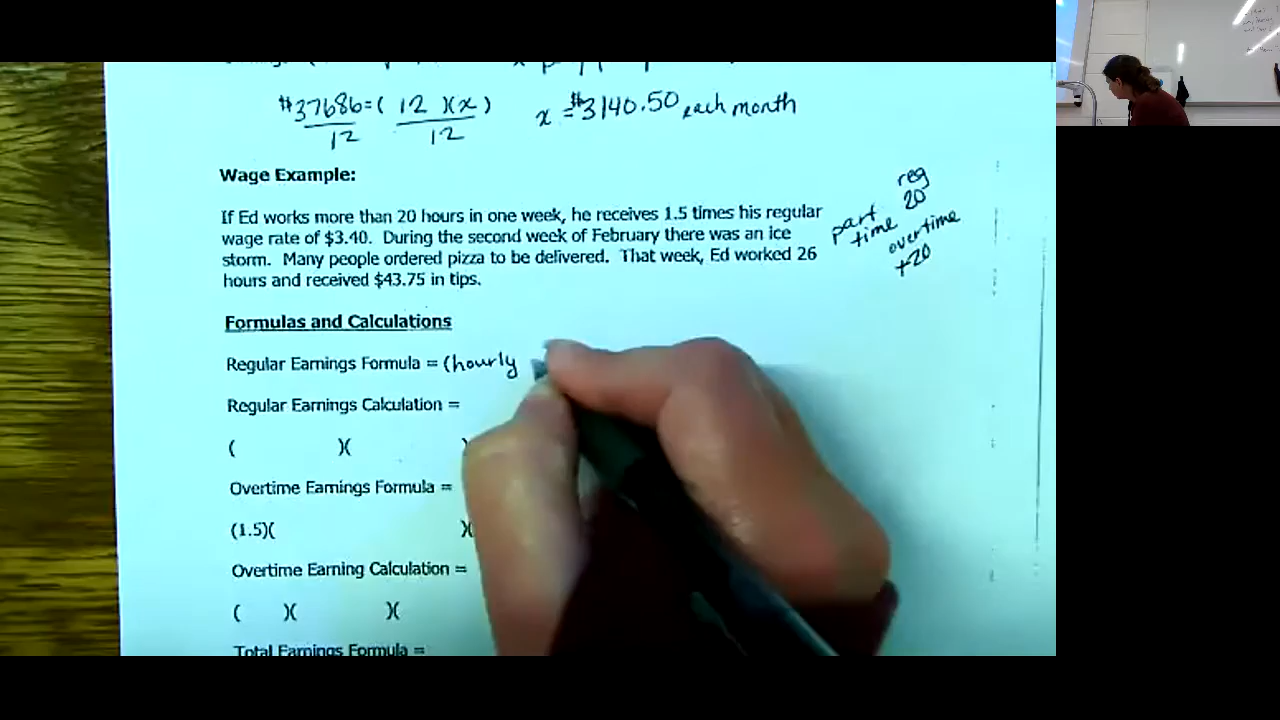 $37686=( 12 )(x)
12 12
x = $3140.50 each month
Wage Example:
reg
20
part time
overtime
+20
If Ed works more than 20 hours in one week, he receives 1.5 times his regular
wage rate of $3.40. During the second week of February there was an ice
storm. Many people ordered pizza to be delivered. That week, Ed worked 26
hours and received $43.75 in tips.
Formulas and Calculations
Regular Earnings Formula = (hourly
Regular Earnings Calculation =
( )( )
Overtime Earnings Formula =
(1.5)( )(
Overtime Earning Calculation =
( )( )(
Total Earnings Formula =